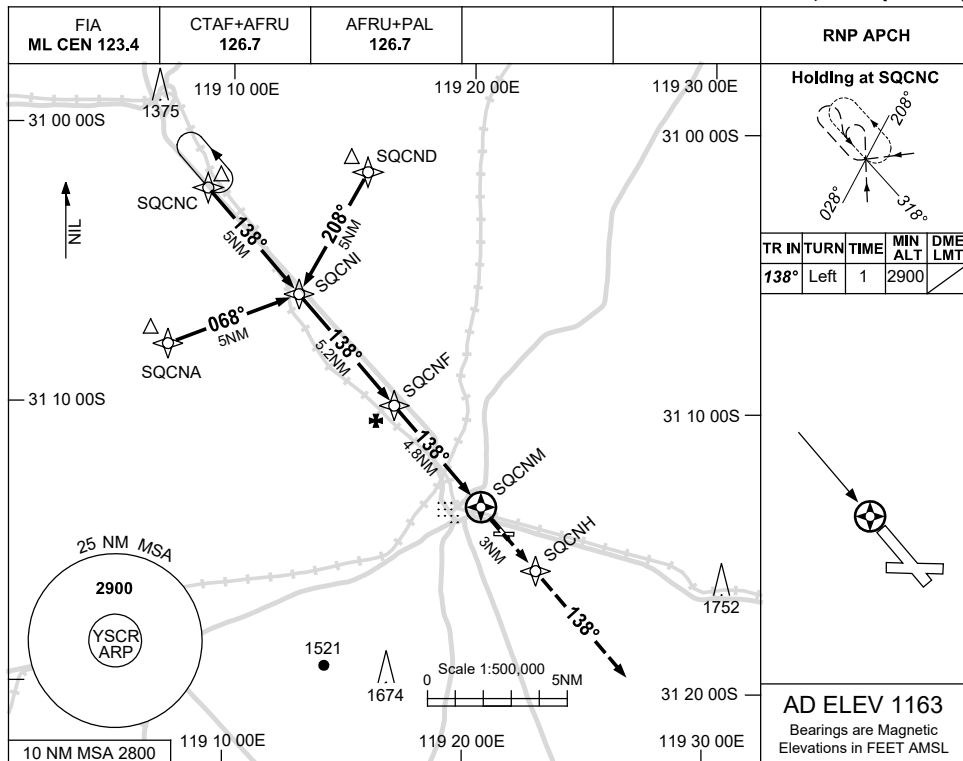 FIA
ML CEN 123.4
CTAF+AFRU
126.7
AFRU+PAL
126.7
RNP APCH
119 10 00E
119 20 00E
119 30 00E
1375
31 00 00S
31 00 00S
NIL
SQCNC
SQCND
138°
5NM
208°
5NM
SQCNI
068°
5NM
SQCNA
138°
5.2NM
SQCNF
31 10 00S
31 10 00S
138°
4.8NM
SQCNM
3NM
SQCNH
138°
25 NM MSA
2900
YSCR
ARP
1752
1521
1674
Scale 1:500,000
0
5NM
31 20 00S
10 NM MSA 2800
119 10 00E
119 20 00E
119 30 00E
Holding at SQCNC
208°
028°
318°
TR IN TURN TIME MIN ALT DME LMT
138° Left 1 2900
AD ELEV 1163
Bearings are Magnetic
Elevations in FEET AMSL